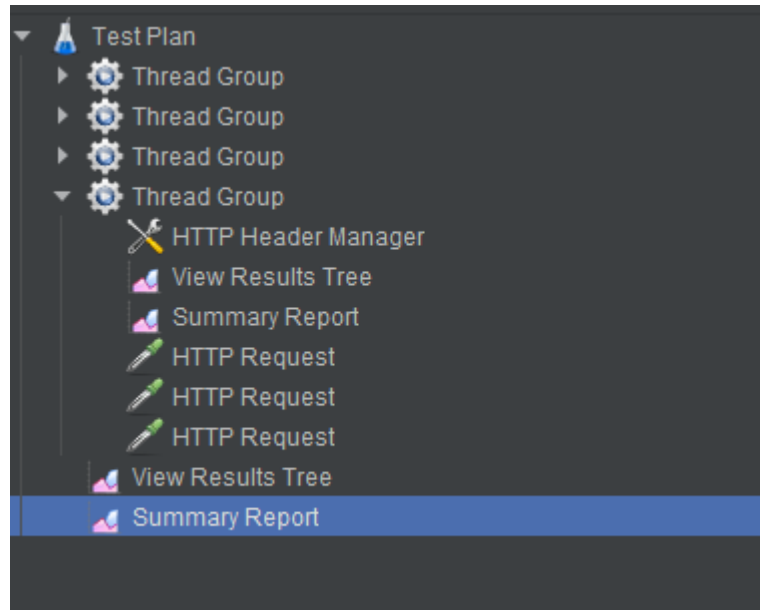 Test Plan
Thread Group
Thread Group
Thread Group
Thread Group
HTTP Header Manager
View Results Tree
Summary Report
HTTP Request
HTTP Request
HTTP Request
View Results Tree
Summary Report